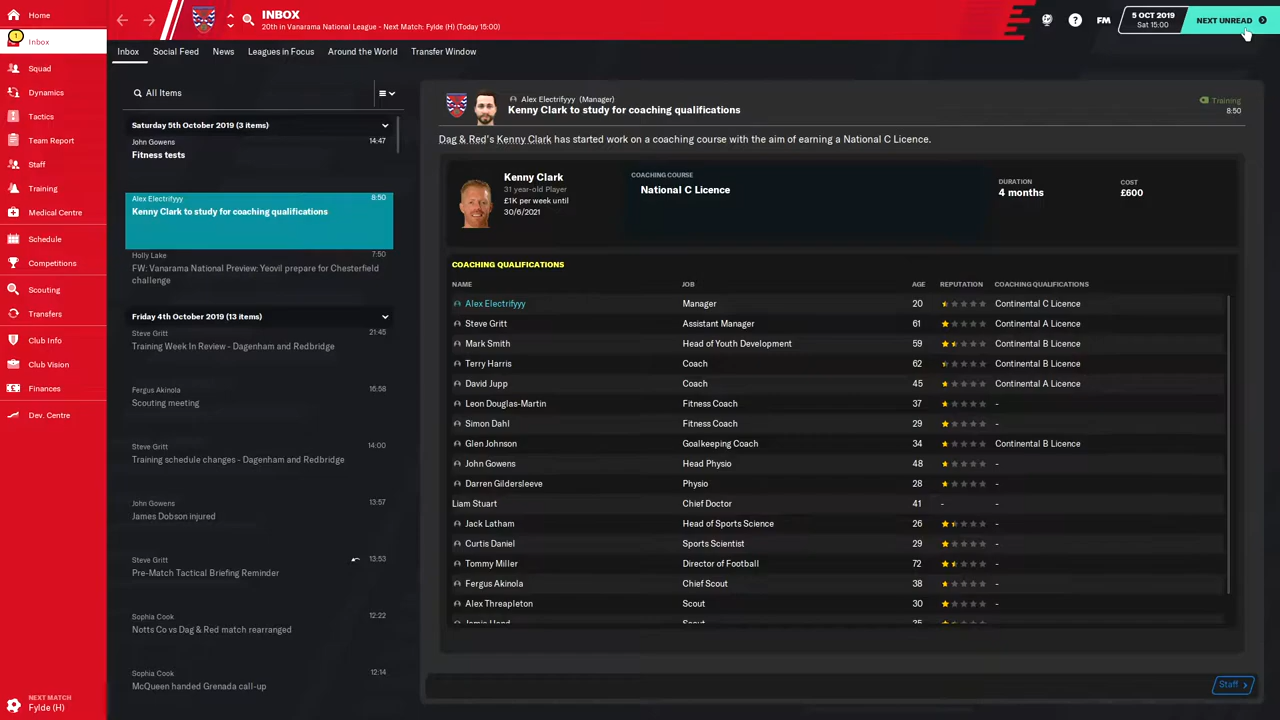 Home
INBOX
20th in Vanarama National League - Next Match: Fylde (H) (Today 15:00)
FM
5 OCT 2019
Sat 15:00
NEXT UNREAD
1
Inbox
Squad
Dynamics
Tactics
Team Report
Staff
Training
Medical Centre
Schedule
Competitions
Scouting
Transfers
Club Info
Club Vision
Finances
Dev. Centre
NEXT MATCH
Fylde (H)
Inbox Social Feed News Leagues in Focus Around the World Transfer Window
All Items
Saturday 5th October 2019 (3 items)
John Gowens 14:47
Fitness tests
Alex Electrifyyy 8:50
Kenny Clark to study for coaching qualifications
Holly Lake 7:50
FW: Vanarama National Preview: Yeovil prepare for Chesterfield
challenge
Friday 4th October 2019 (13 items)
Steve Gritt 21:45
Training Week In Review - Dagenham and Redbridge
Fergus Akinola 16:58
Scouting meeting
Steve Gritt 14:00
Training schedule changes - Dagenham and Redbridge
John Gowens 13:57
James Dobson injured
Steve Gritt 13:53
Pre-Match Tactical Briefing Reminder
Sophia Cook 12:22
Notts Co vs Dag & Red match rearranged
Sophia Cook 12:14
McQueen handed Grenada call-up
Alex Electrifyyy (Manager)
Kenny Clark to study for coaching qualifications
Training
8:50
Dag & Red's Kenny Clark has started work on a coaching course with the aim of earning a National C Licence.
Kenny Clark
31 year-old Player
£1K per week until
30/6/2021
COACHING COURSE
National C Licence
DURATION
4 months
COST
£600
COACHING QUALIFICATIONS
NAME JOB AGE REPUTATION COACHING QUALIFICATIONS
Alex Electrifyyy Manager 20 Continental C Licence
Steve Gritt Assistant Manager 61 Continental A Licence
Mark Smith Head of Youth Development 59 Continental B Licence
Terry Harris Coach 62 Continental B Licence
David Jupp Coach 45 Continental A Licence
Leon Douglas-Martin Fitness Coach 37 -
Simon Dahl Fitness Coach 29 -
Glen Johnson Goalkeeping Coach 34 Continental B Licence
John Gowens Head Physio 48 -
Darren Gildersleeve Physio 28 -
Liam Stuart Chief Doctor 41 - -
Jack Latham Head of Sports Science 26 -
Curtis Daniel Sports Scientist 29 -
Tommy Miller Director of Football 72 -
Fergus Akinola Chief Scout 38 -
Alex Threapleton Scout 30 -
Staff